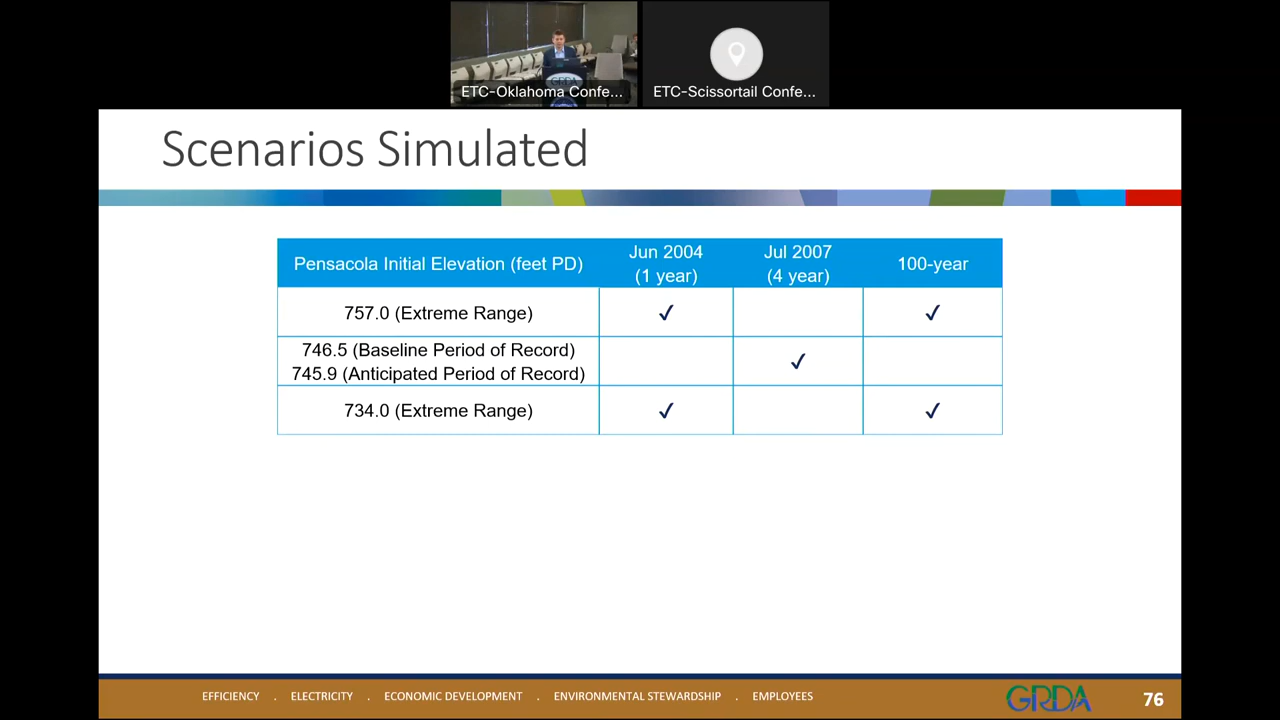 ETC-Oklahoma Confe...
ETC-Scissortail Confe...
GRDA
Scenarios Simulated
Pensacola Initial Elevation (feet PD)
Jun 2004
(1 year)
Jul 2007
(4 year)
100-year
757.0 (Extreme Range)
✓
✓
746.5 (Baseline Period of Record)
745.9 (Anticipated Period of Record)
✓
734.0 (Extreme Range)
✓
✓
EFFICIENCY . ELECTRICITY . ECONOMIC DEVELOPMENT . ENVIRONMENTAL STEWARDSHIP . EMPLOYEES
GRDA
76